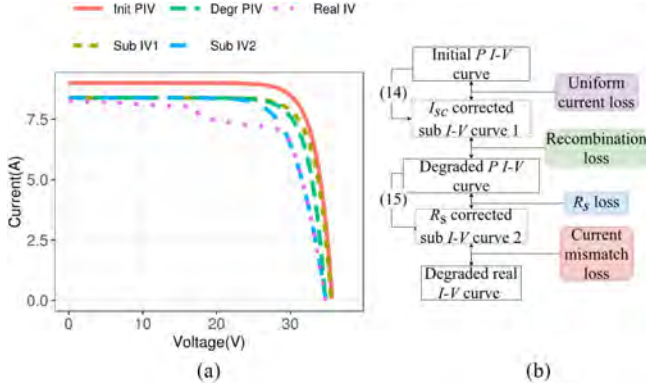 Init PIV
Degr PIV
Real IV
Sub IV1
Sub IV2
Current(A)
7.5
5.0
2.5
0.0
0
10
20
30
Voltage(V)
(a)
Initial P I-V
curve
(14)
Uniform
current loss
I_SC corrected
sub I-V curve 1
Recombination
loss
Degraded P I-V
curve
(15)
R_S loss
R_S corrected
sub I-V curve 2
Current
mismatch
loss
Degraded real
I-V curve
(b)